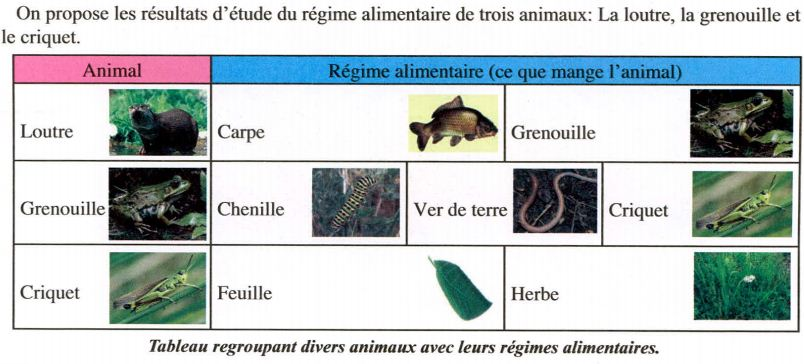 On propose les résultats d’étude du régime alimentaire de trois animaux: La loutre, la grenouille et
le criquet.
Animal Régime alimentaire (ce que mange l’animal)
Loutre Carpe Grenouille
Grenouille Chenille Ver de terre Criquet
Criquet Feuille Herbe
Tableau regroupant divers animaux avec leurs régimes alimentaires.